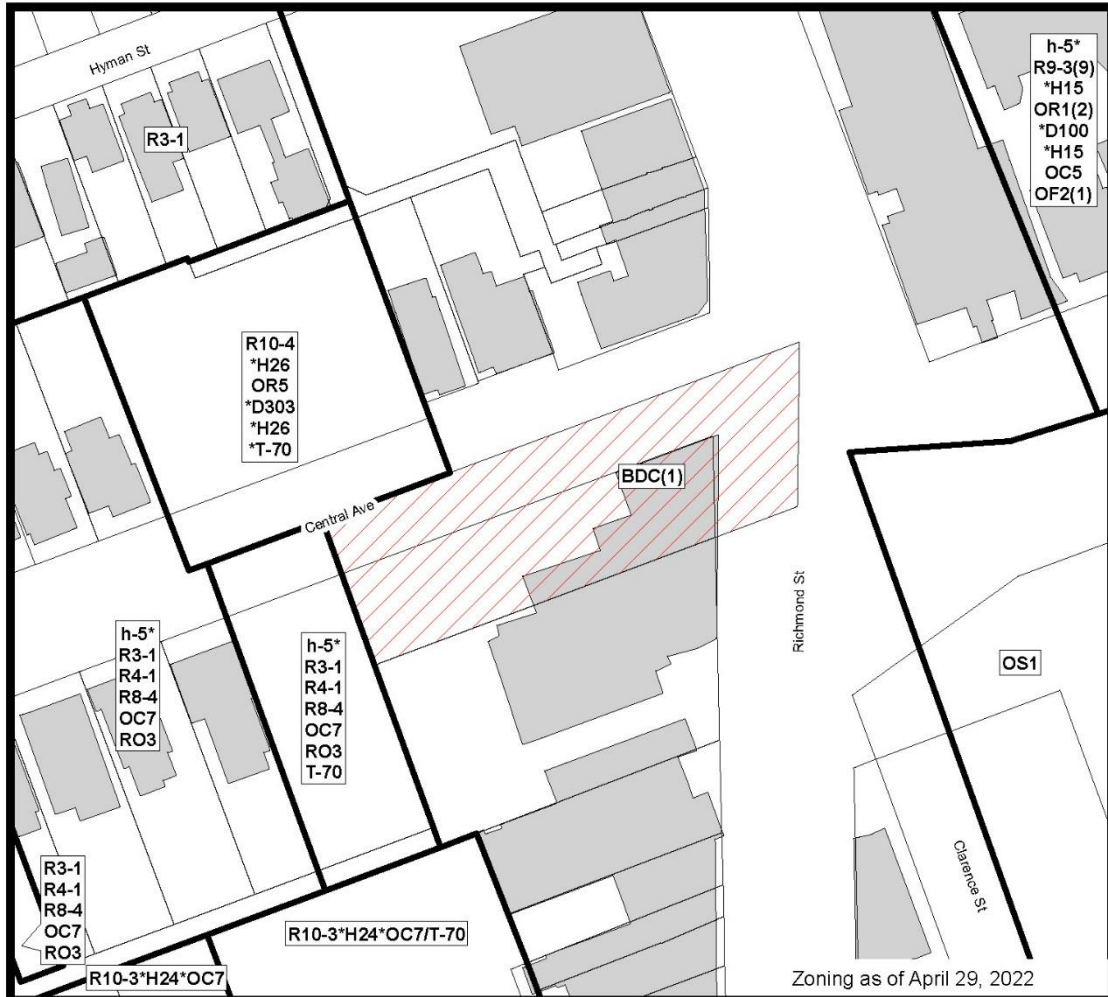 Hyman St
R3-1
h-5*
R9-3(9)
*H15
OR1(2)
*D100
*H15
OC5
OF2(1)
R10-4
*H26
OR5
*D303
*H26
*T-70
BDC(1)
Central Ave
Richmond St
h-5*
R3-1
R4-1
R8-4
OC7
RO3
h-5*
R3-1
R4-1
R8-4
OC7
RO3
T-70
OS1
Clarence St
R3-1
R4-1
R8-4
OC7
RO3
R10-3*H24*OC7/T-70
R10-3*H24*OC7
Zoning as of April 29, 2022